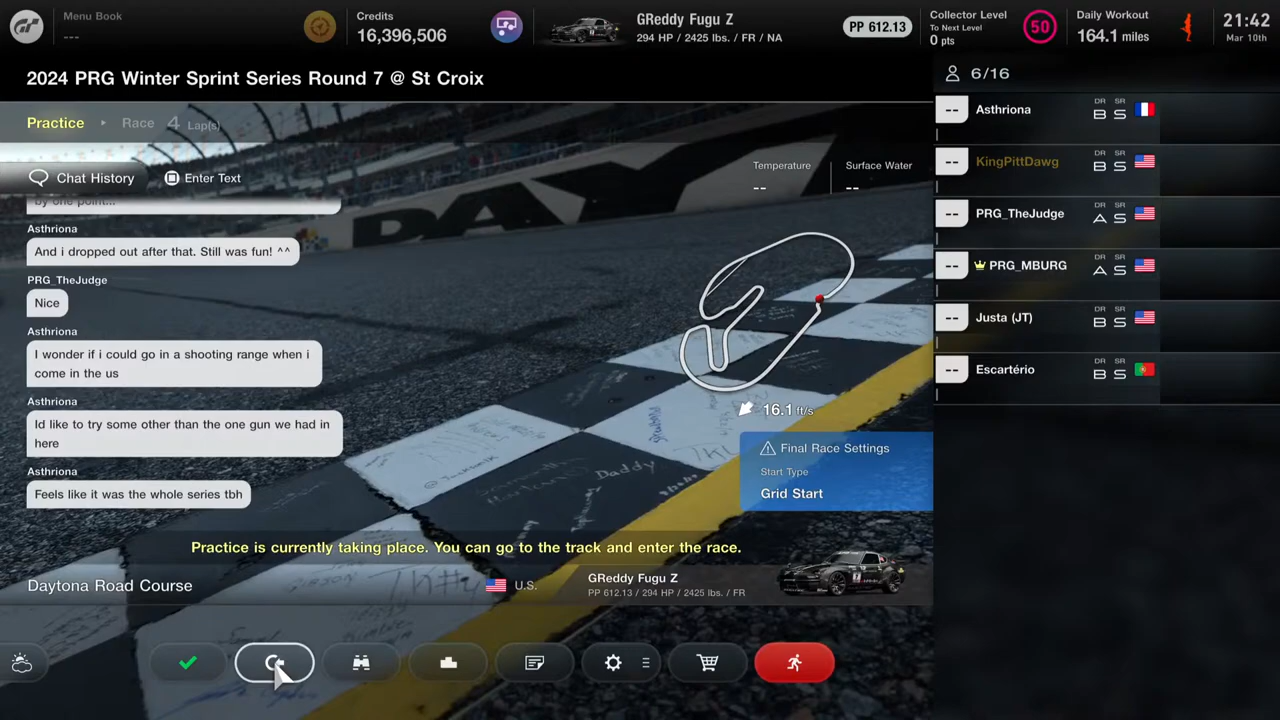 Menu Book
---
Credits
16,396,506
GReddy Fugu Z
294 HP / 2425 lbs. / FR / NA
PP 612.13
Collector Level
To Next Level
0 pts
50
Daily Workout
164.1 miles
21:42
Mar 10th
2024 PRG Winter Sprint Series Round 7 @ St Croix
6/16
Practice
Race 4 Lap(s)
Chat History
Enter Text
Temperature
--
Surface Water
--
by one point...
Asthriona
And i dropped out after that. Still was fun! ^^
PRG_TheJudge
Nice
Asthriona
I wonder if i could go in a shooting range when i
come in the us
Asthriona
Id like to try some other than the one gun we had in
here
Asthriona
Feels like it was the whole series tbh
DAY
Daddy
16.1 ft/s
Final Race Settings
Start Type
Grid Start
Practice is currently taking place. You can go to the track and enter the race.
Daytona Road Course
U.S.
GReddy Fugu Z
PP 612.13 / 294 HP / 2425 lbs. / FR
-- Asthriona DR B SR S
-- KingPittDawg DR B SR S
-- PRG_TheJudge DR A SR S
-- PRG_MBURG DR A SR S
-- Justa (JT) DR B SR S
-- Escartério DR B SR S